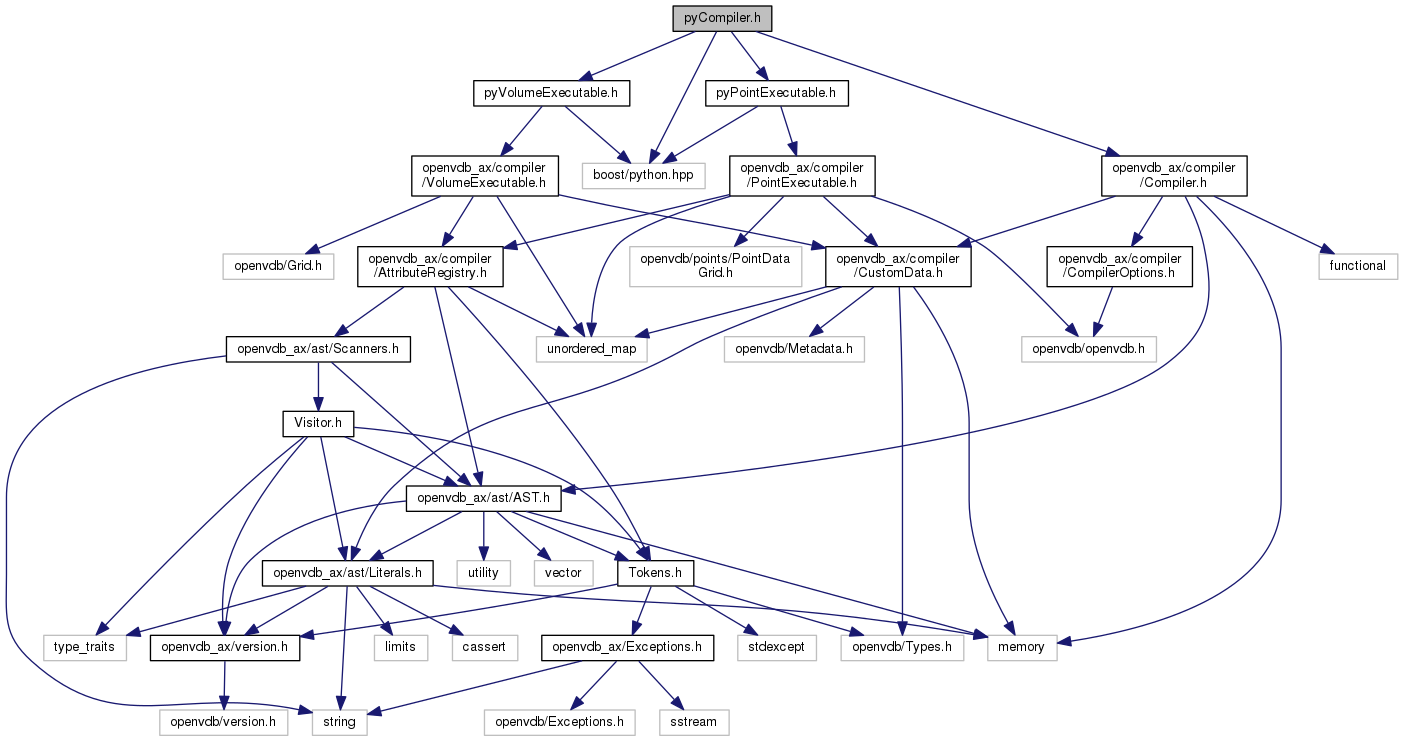 pyCompiler.h
pyVolumeExecutable.h
pyPointExecutable.h
openvdb_ax/compiler
/VolumeExecutable.h
boost/python.hpp
openvdb_ax/compiler
/PointExecutable.h
openvdb_ax/compiler
/Compiler.h
openvdb/Grid.h
openvdb_ax/compiler
/AttributeRegistry.h
openvdb/points/PointData
Grid.h
openvdb_ax/compiler
/CustomData.h
openvdb_ax/compiler
/CompilerOptions.h
functional
openvdb_ax/ast/Scanners.h
unordered_map
openvdb/Metadata.h
openvdb/openvdb.h
Visitor.h
openvdb_ax/ast/AST.h
openvdb_ax/ast/Literals.h
utility
vector
Tokens.h
type_traits
openvdb_ax/version.h
limits
cassert
openvdb_ax/Exceptions.h
stdexcept
openvdb/Types.h
memory
openvdb/version.h
string
openvdb/Exceptions.h
sstream